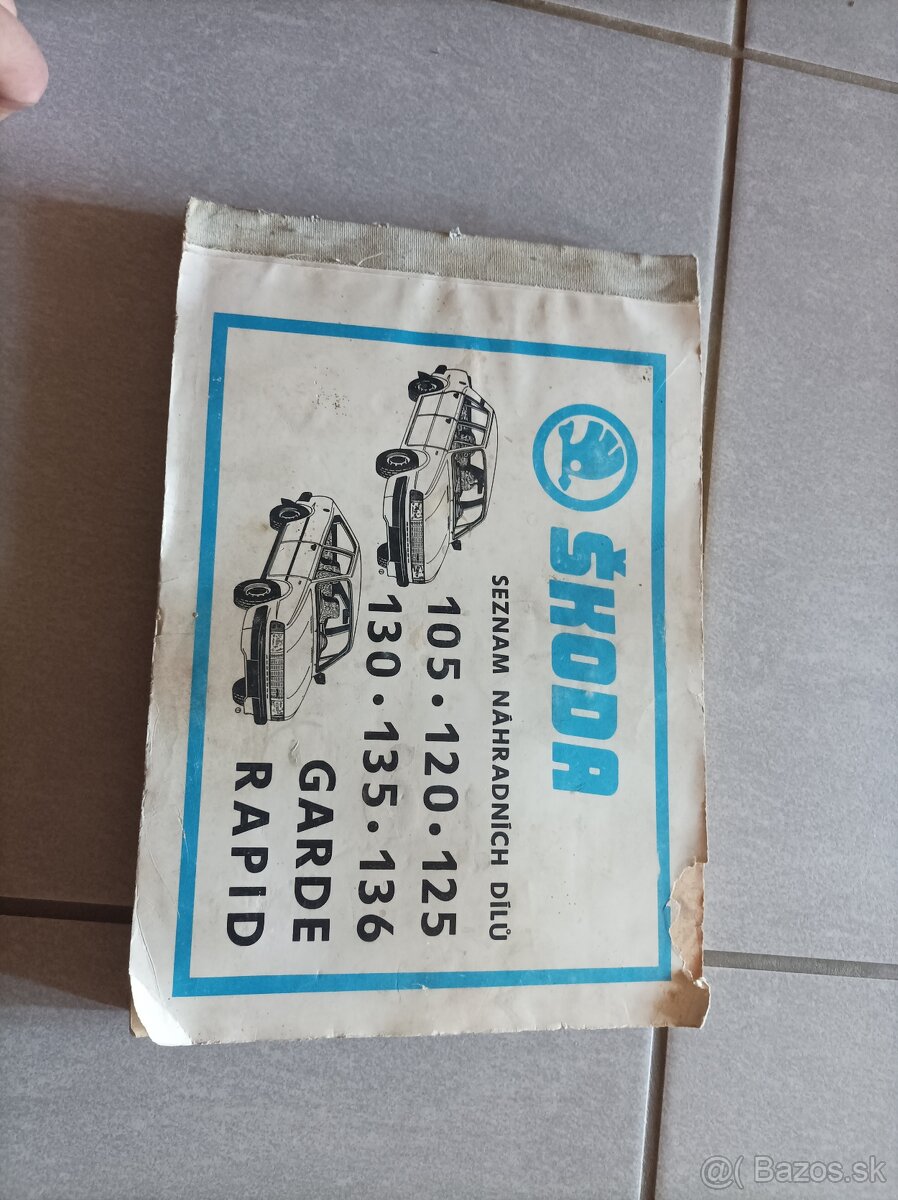 ŠKODA
SEZNAM NÁHRADNÍCH DÍLŮ
105·120·125
130·135·136
GARDE
RAPID
@( Bazos.sk